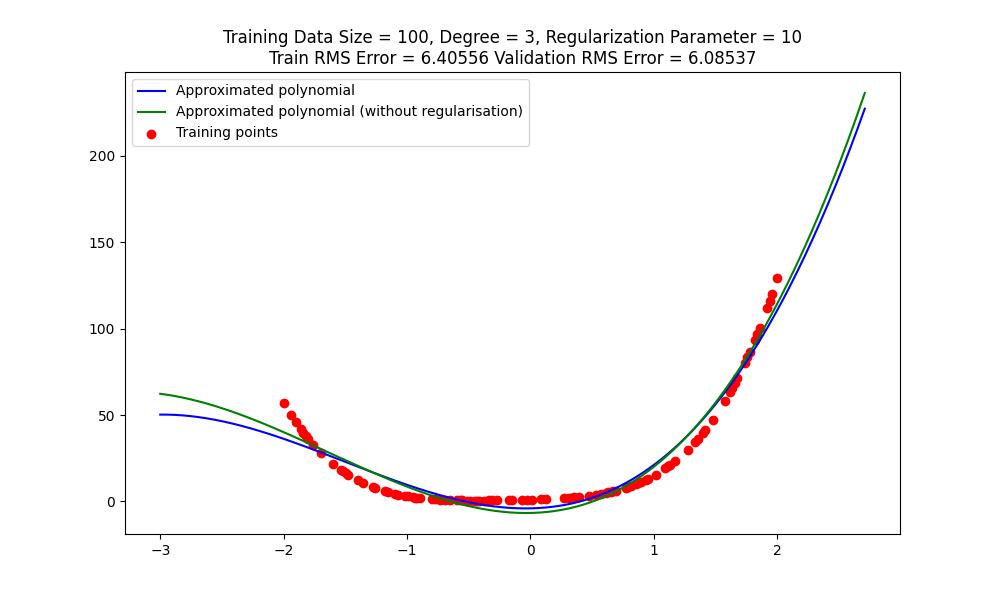 Training Data Size = 100, Degree = 3, Regularization Parameter = 10
Train RMS Error = 6.40556 Validation RMS Error = 6.08537
Approximated polynomial
Approximated polynomial (without regularisation)
Training points
200
150
100
50
0
−3 −2 −1 0 1 2